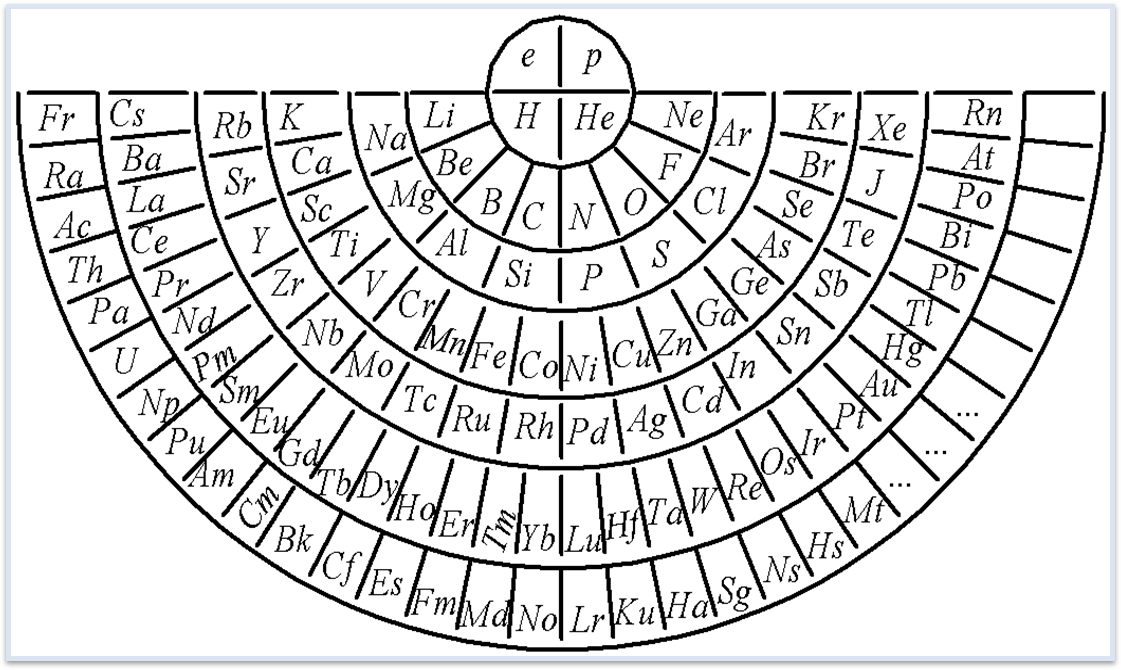 e p
H He
Li Be B C N O F Ne
Na Mg Al Si P S Cl Ar
K Ca Sc Ti V Cr Mn Fe Co Ni Cu Zn Ga Ge As Se Br Kr
Rb Sr Y Zr Nb Mo Tc Ru Rh Pd Ag Cd In Sn Sb Te J Xe
Cs Ba La Ce Pr Nd Pm Sm Eu Gd Tb Dy Ho Er Tm Yb Lu Hf Ta W Re Os Ir Pt Au Hg Tl Pb Bi Po At Rn
Fr Ra Ac Th Pa U Np Pu Am Cm Bk Cf Es Fm Md No Lr Ku Ha Sg Ns Hs Mt ... ... ...